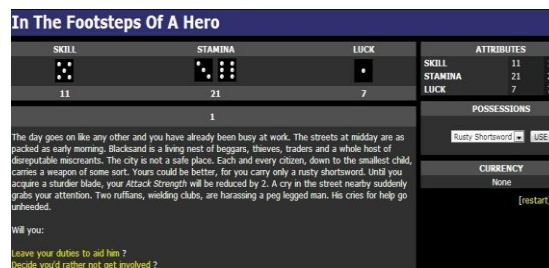 In The Footsteps Of A Hero
SKILL STAMINA LUCK
11 21 7
1
The day goes on like any other and you have already been busy at work. The streets at midday are as
packed as early morning. Blacksand is a living nest of beggars, thieves, traders and a whole host of
disreputable miscreants. The city is not a safe place. Each and every citizen, down to the smallest child,
carries a weapon of some sort. Yours could be better, for you carry only a rusty shortsword. Until you
acquire a sturdier blade, your Attack Strength will be reduced by 2. A cry in the street nearby suddenly
grabs your attention. Two ruffians, wielding clubs, are harassing a peg legged man. His cries for help go
unheeded.
Will you:
Leave your duties to aid him ?
Decide you'd rather not get involved ?
ATTRIBUTES
SKILL 11
STAMINA 21
LUCK 7
POSSESSIONS
Rusty Shortsword USE
CURRENCY
None
[restart]